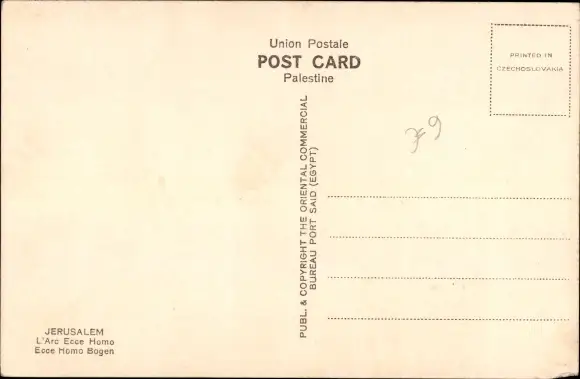 Union Postale
POST CARD
Palestine
PRINTED IN
CZECHOSLOVAKIA
PUBL. & COPYRIGHT THE ORIENTAL COMMERCIAL
BUREAU PORT SAID (EGYPT)
JERUSALEM
L'Arc Ecce Homo
Ecce Homo Bogen